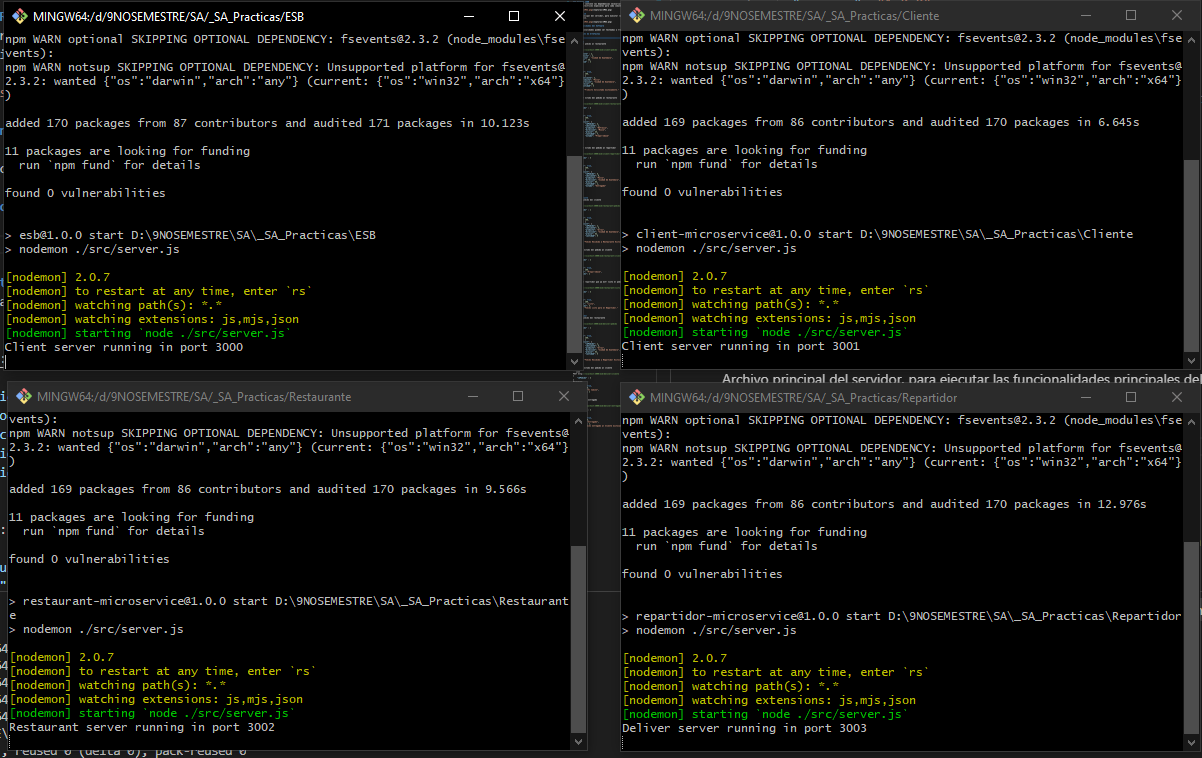 MINGW64:/d/9NOSEMESTRE/SA/_SA_Practicas/ESB
npm WARN optional SKIPPING OPTIONAL DEPENDENCY: fsevents@2.3.2 (node_modules\fse
vents):
npm WARN notsup SKIPPING OPTIONAL DEPENDENCY: Unsupported platform for fsevents@
2.3.2: wanted {"os":"darwin","arch":"any"} (current: {"os":"win32","arch":"x64"}
)
added 170 packages from 87 contributors and audited 171 packages in 10.123s
11 packages are looking for funding
run `npm fund` for details
found 0 vulnerabilities
> esb@1.0.0 start D:\9NOSEMESTRE\SA\_SA_Practicas\ESB
> nodemon ./src/server.js
[nodemon] 2.0.7
[nodemon] to restart at any time, enter `rs`
[nodemon] watching path(s): *.*
[nodemon] watching extensions: js,mjs,json
[nodemon] starting `node ./src/server.js`
Client server running in port 3000
MINGW64:/d/9NOSEMESTRE/SA/_SA_Practicas/Cliente
npm WARN optional SKIPPING OPTIONAL DEPENDENCY: fsevents@2.3.2 (node_modules\fse
vents):
npm WARN notsup SKIPPING OPTIONAL DEPENDENCY: Unsupported platform for fsevents@
2.3.2: wanted {"os":"darwin","arch":"any"} (current: {"os":"win32","arch":"x64"}
)
added 169 packages from 86 contributors and audited 170 packages in 6.645s
11 packages are looking for funding
run `npm fund` for details
found 0 vulnerabilities
> client-microservice@1.0.0 start D:\9NOSEMESTRE\SA\_SA_Practicas\Cliente
> nodemon ./src/server.js
[nodemon] 2.0.7
[nodemon] to restart at any time, enter `rs`
[nodemon] watching path(s): *.*
[nodemon] watching extensions: js,mjs,json
[nodemon] starting `node ./src/server.js`
Client server running in port 3001
Archivo principal del servidor, para ejecutar las funcionalidades principales del
MINGW64:/d/9NOSEMESTRE/SA/_SA_Practicas/Restaurante
vents):
npm WARN notsup SKIPPING OPTIONAL DEPENDENCY: Unsupported platform for fsevents@
2.3.2: wanted {"os":"darwin","arch":"any"} (current: {"os":"win32","arch":"x64"}
)
added 169 packages from 86 contributors and audited 170 packages in 9.566s
11 packages are looking for funding
run `npm fund` for details
found 0 vulnerabilities
> restaurant-microservice@1.0.0 start D:\9NOSEMESTRE\SA\_SA_Practicas\Restaurant
e
> nodemon ./src/server.js
[nodemon] 2.0.7
[nodemon] to restart at any time, enter `rs`
[nodemon] watching path(s): *.*
[nodemon] watching extensions: js,mjs,json
[nodemon] starting `node ./src/server.js`
Restaurant server running in port 3002
, reused 0 (delta 0), pack-reused 0
MINGW64:/d/9NOSEMESTRE/SA/_SA_Practicas/Repartidor
npm WARN optional SKIPPING OPTIONAL DEPENDENCY: fsevents@2.3.2 (node_modules\fse
vents):
npm WARN notsup SKIPPING OPTIONAL DEPENDENCY: Unsupported platform for fsevents@
2.3.2: wanted {"os":"darwin","arch":"any"} (current: {"os":"win32","arch":"x64"}
)
added 169 packages from 86 contributors and audited 170 packages in 12.976s
11 packages are looking for funding
run `npm fund` for details
found 0 vulnerabilities
> repartidor-microservice@1.0.0 start D:\9NOSEMESTRE\SA\_SA_Practicas\Repartidor
> nodemon ./src/server.js
[nodemon] 2.0.7
[nodemon] to restart at any time, enter `rs`
[nodemon] watching path(s): *.*
[nodemon] watching extensions: js,mjs,json
[nodemon] starting `node ./src/server.js`
Deliver server running in port 3003